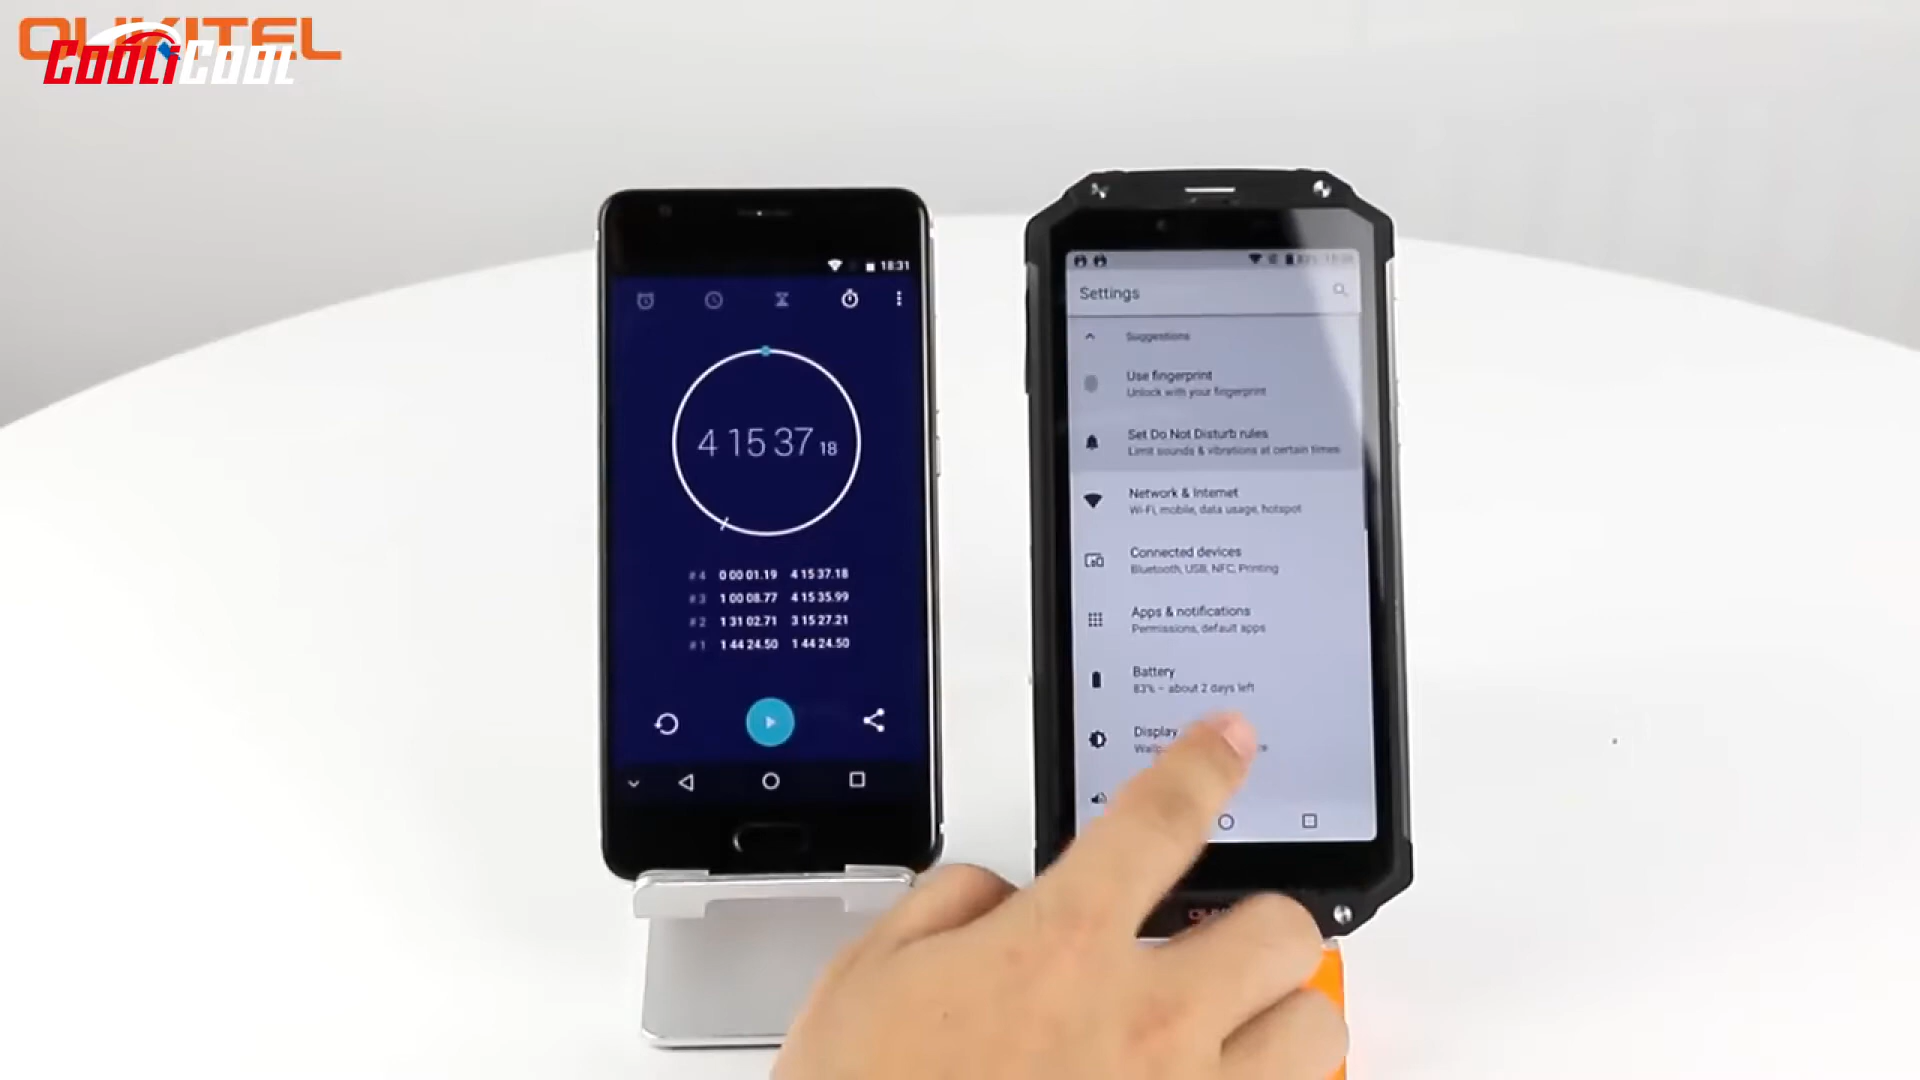 OUKITEL
COOLiCOOL
18:31
4 15 37 18
# 4 0 00 01.19 4 15 37.18
# 3 1 00 08.77 4 15 35.99
# 2 1 31 02.71 3 15 27.21
# 1 1 44 24.50 1 44 24.50
Settings
Suggestions
Use fingerprint
Unlock with your fingerprint
Set Do Not Disturb rules
Limit sounds & vibrations at certain times
Network & Internet
Wi-Fi, mobile, data usage, hotspot
Connected devices
Bluetooth, USB, NFC, Printing
Apps & notifications
Permissions, default apps
Battery
83% – about 2 days left
Display